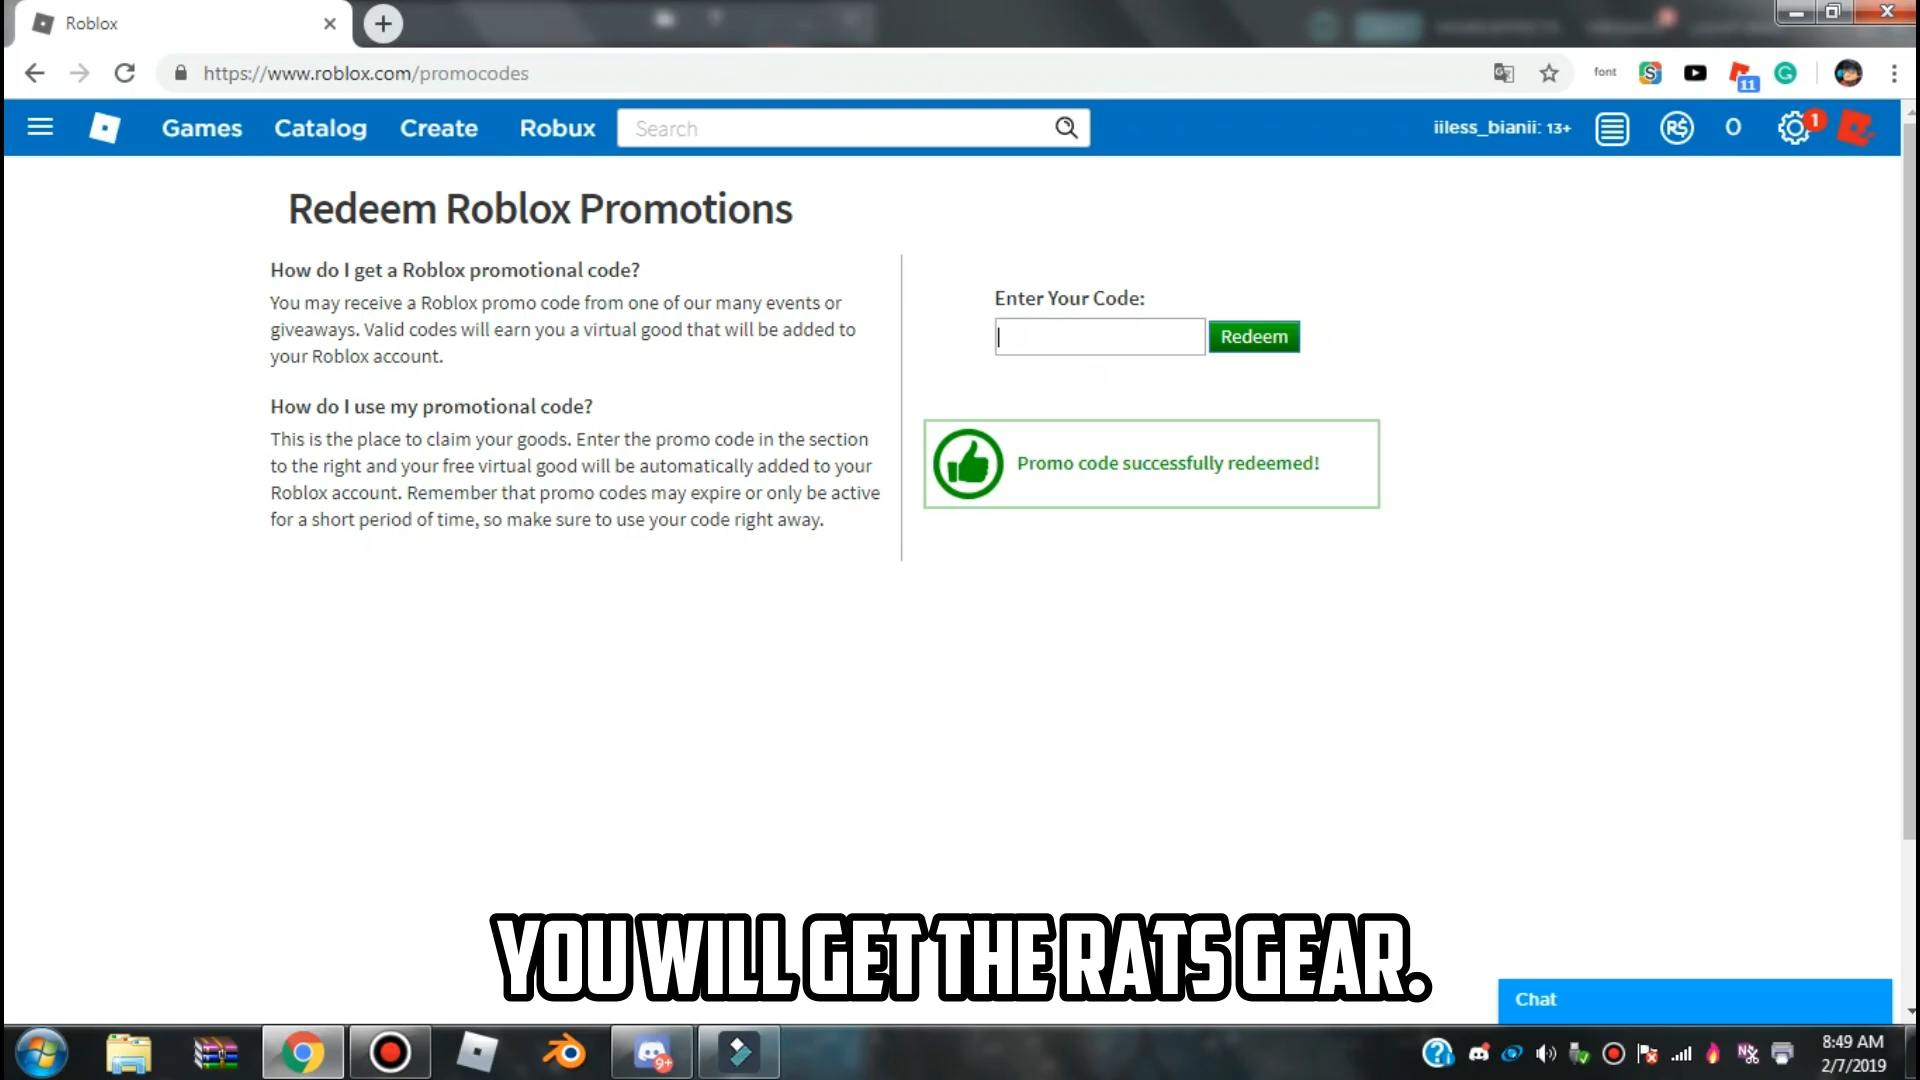 Roblox
https://www.roblox.com/promocodes
font
11
Games Catalog Create Robux Search iiless_bianii: 13+ 0 1
Redeem Roblox Promotions
How do I get a Roblox promotional code?
You may receive a Roblox promo code from one of our many events or
giveaways. Valid codes will earn you a virtual good that will be added to
your Roblox account.
How do I use my promotional code?
This is the place to claim your goods. Enter the promo code in the section
to the right and your free virtual good will be automatically added to your
Roblox account. Remember that promo codes may expire or only be active
for a short period of time, so make sure to use your code right away.
Enter Your Code:
Redeem
Promo code successfully redeemed!
YOU WILL GET THE RATS GEAR.
Chat
9+
8:49 AM
2/7/2019